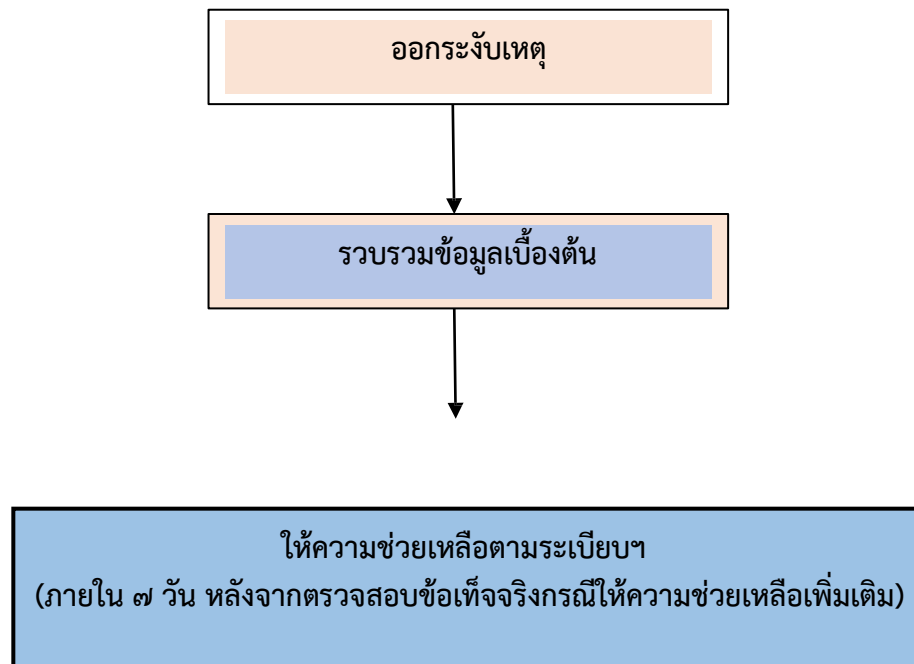 ออกระงับเหตุ
รวบรวมข้อมูลเบื้องต้น
ให้ความช่วยเหลือตามระเบียบฯ
(ภายใน ๗ วัน หลังจากตรวจสอบข้อเท็จจริงกรณีให้ความช่วยเหลือเพิ่มเติม)